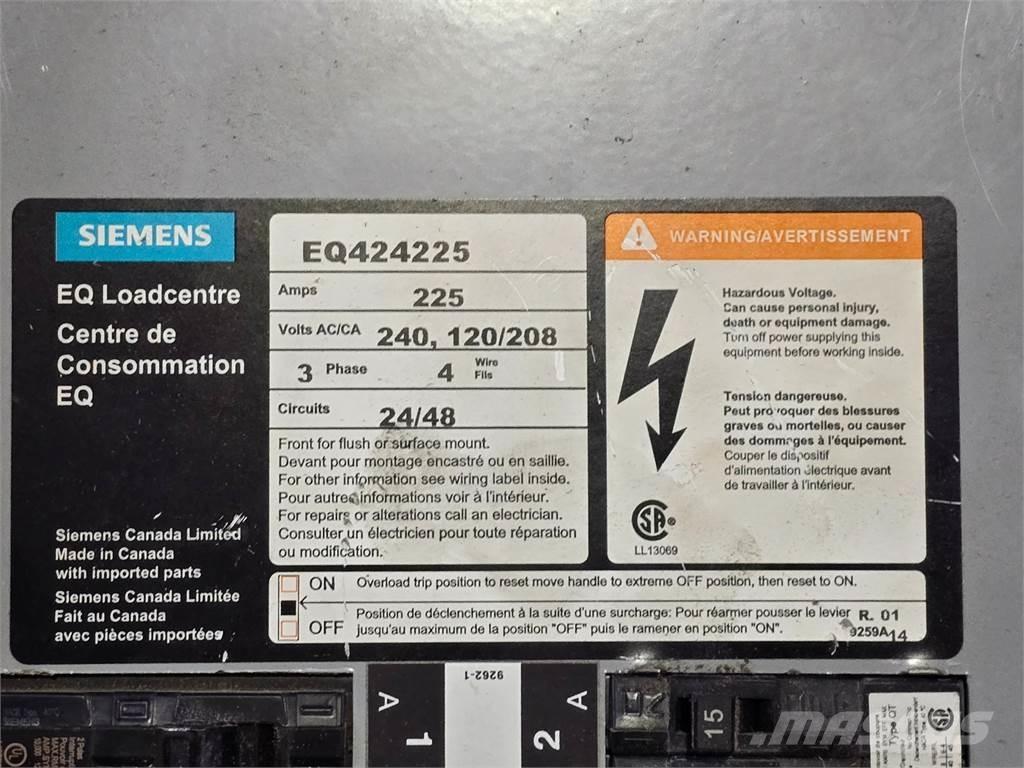 SIEMENS
EQ Loadcentre
Centre de
Consommation
EQ
Siemens Canada Limited
Made in Canada
with imported parts
Siemens Canada Limitée
Fait au Canada
avec pièces importées
EQ424225
Amps 225
Volts AC/CA 240, 120/208
3 Phase 4 Wire
Fils
Circuits 24/48
Front for flush or surface mount.
Devant pour montage encastré ou en saillie.
For other information see wiring label inside.
Pour autres informations voir à l'intérieur.
For repairs or alterations call an electrician.
Consulter un électricien pour toute réparation
ou modification.
WARNING/AVERTISSEMENT
Hazardous Voltage.
Can cause personal injury,
death or equipment damage.
Turn off power supplying this
equipment before working inside.
Tension dangereuse.
Peut provoquer des blessures
graves ou mortelles, ou causer
des dommages à l'équipement.
Couper le dispositif
d'alimentation électrique avant
de travailler à l'intérieur.
LL13069
ON Overload trip position to reset move handle to extreme OFF position, then reset to ON.
Position de déclenchement à la suite d'une surcharge: Pour réarmer pousser le levier
OFF jusqu'au maximum de la position "OFF" puis le ramener en position "ON".
R. 01
9259A14
9262-1
A
1
A
2
15
SIEMENS
2 Poles
Type QT
MASCUS